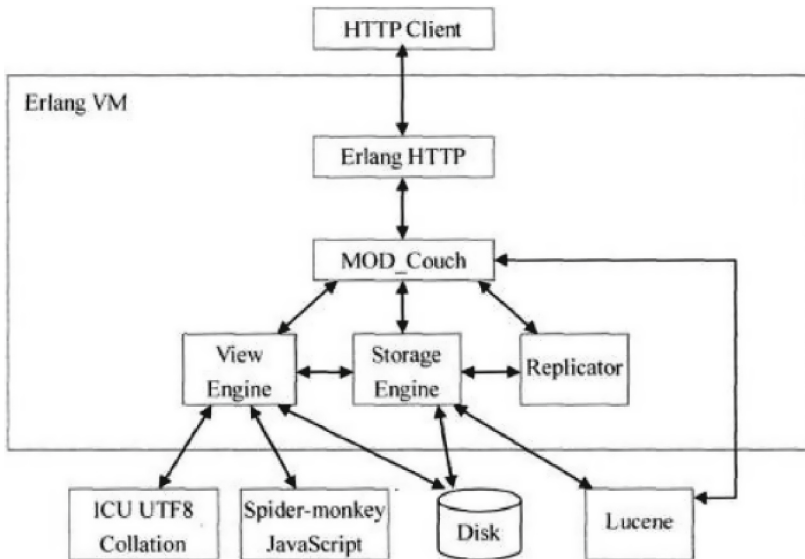 HTTP Client
Erlang VM
Erlang HTTP
MOD_Couch
View
Engine
Storage
Engine
Replicator
ICU UTF8
Collation
Spider-monkey
JavaScript
Disk
Lucene